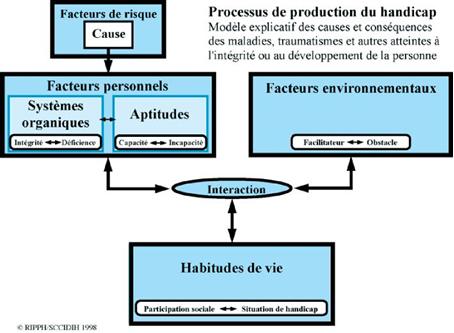 Facteurs de risque
Cause
Processus de production du handicap
Modèle explicatif des causes et conséquences
des maladies, traumatismes et autres atteintes à
l'intégrité ou au développement de la personne
Facteurs personnels
Systèmes
organiques
Aptitudes
Intégrité Déficience
Capacité Incapacité
Facteurs environnementaux
Facilitateur Obstacle
Interaction
Habitudes de vie
Participation sociale Situation de handicap
© RIPPH/SCCIDIH 1998